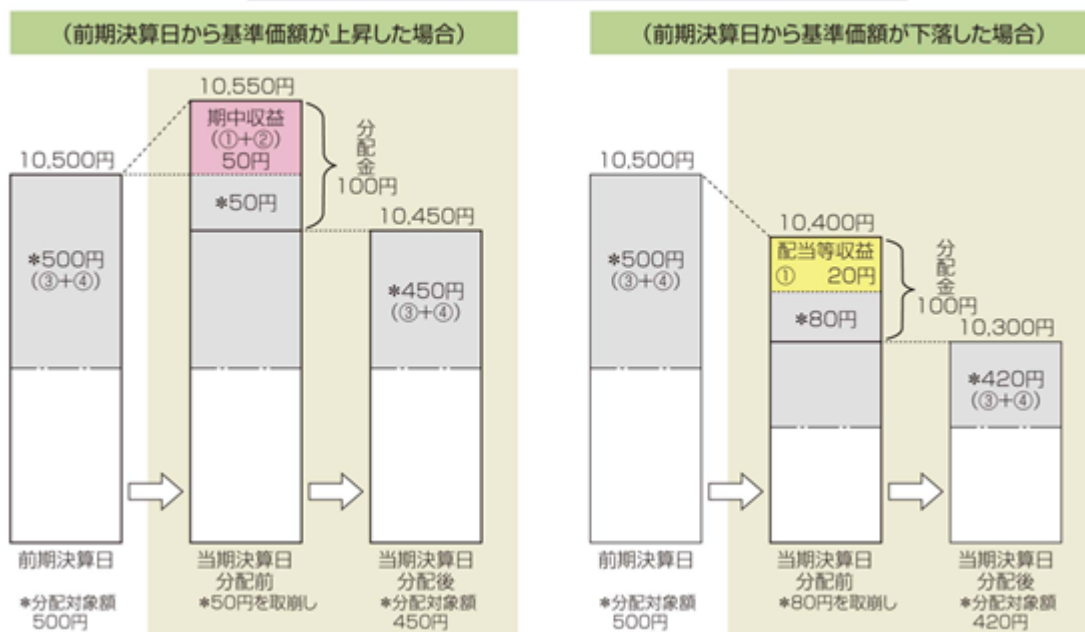 (前期決算日から基準価額が上昇した場合)
10,550円
期中収益
(①+②)
50円
*50円
分配金
100円
10,500円
*500円
(③+④)
10,450円
*450円
(③+④)
前期決算日
*分配対象額
500円
当期決算日
分配前
*50円を取崩し
当期決算日
分配後
*分配対象額
450円
(前期決算日から基準価額が下落した場合)
10,500円
*500円
(③+④)
10,400円
配当等収益
① 20円
*80円
分配金
100円
10,300円
*420円
(③+④)
前期決算日
*分配対象額
500円
当期決算日
分配前
*80円を取崩し
当期決算日
分配後
*分配対象額
420円